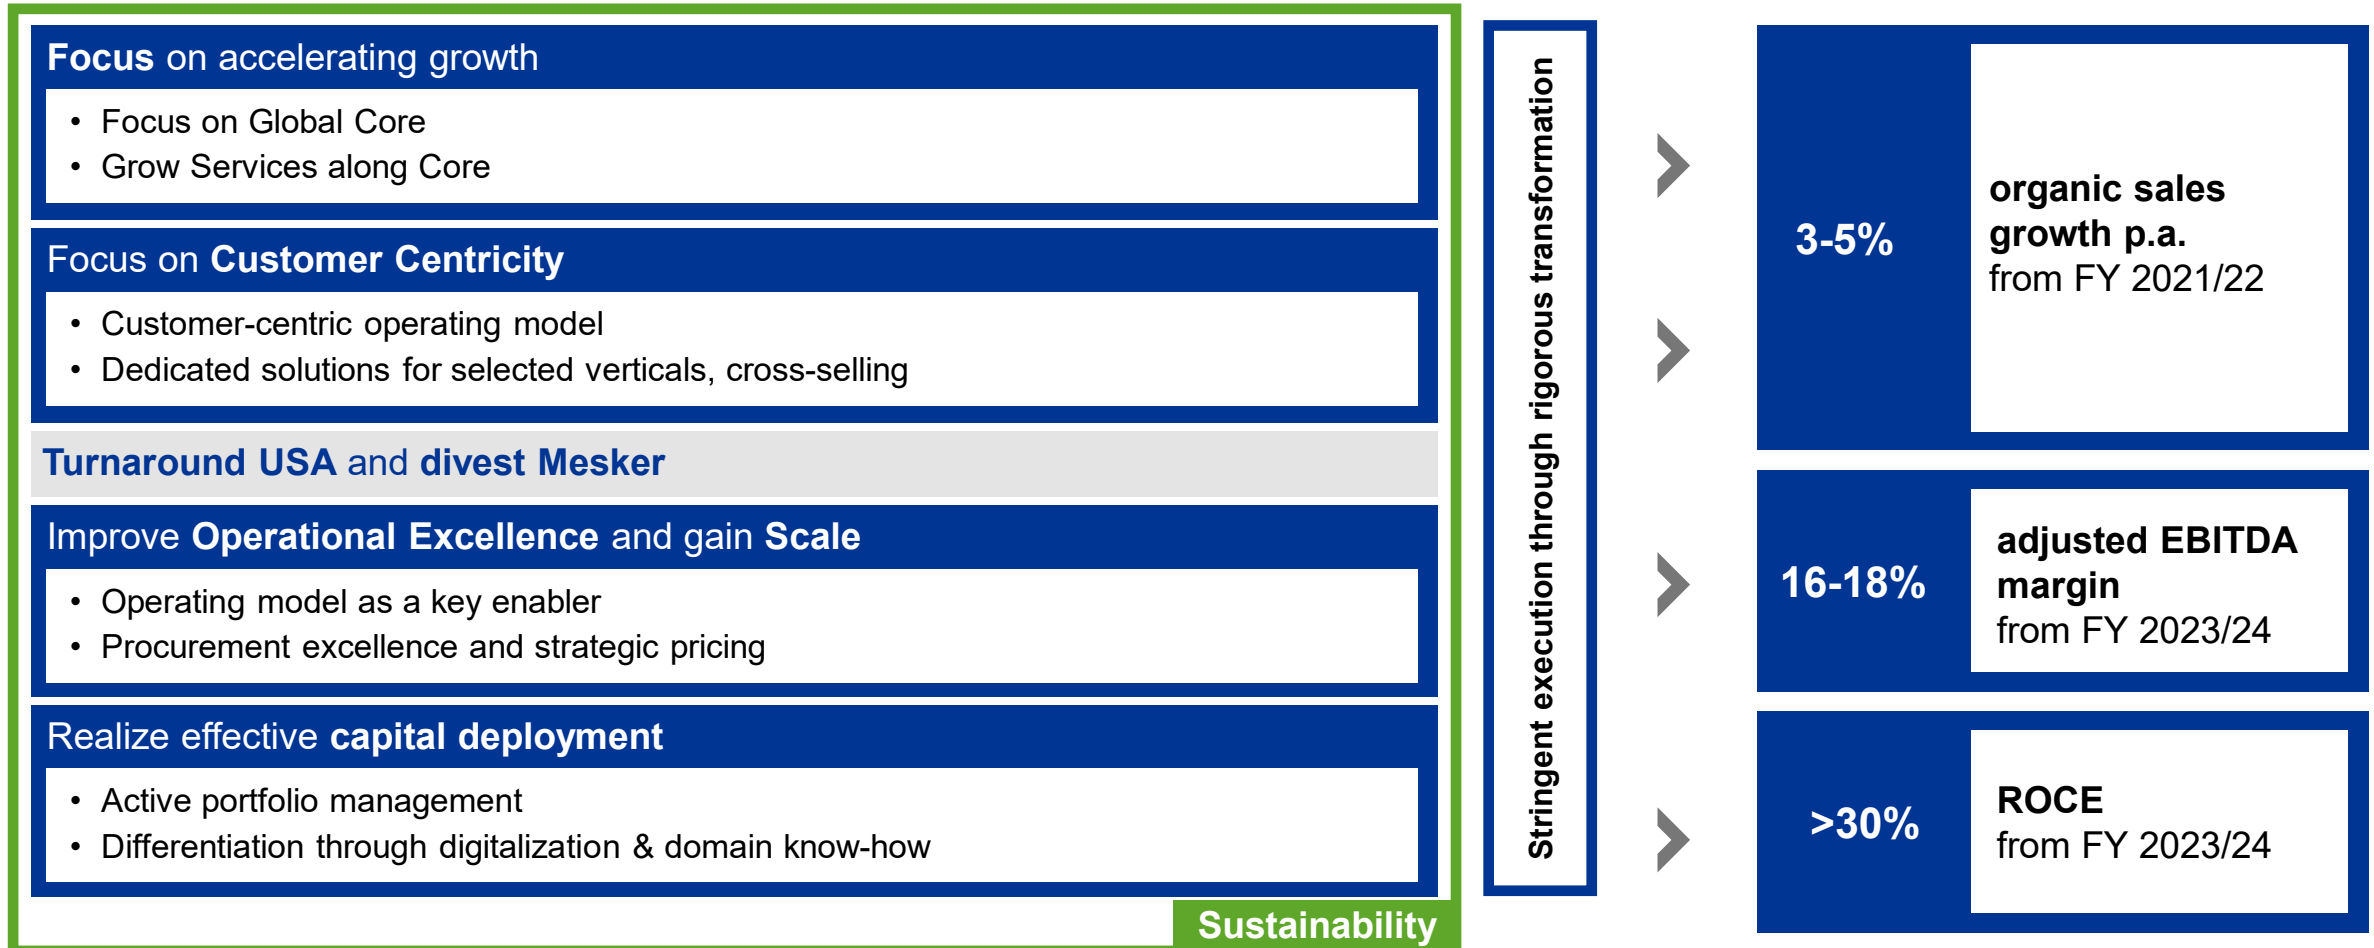 Focus on accelerating growth
• Focus on Global Core
• Grow Services along Core
Focus on Customer Centricity
• Customer-centric operating model
• Dedicated solutions for selected verticals, cross-selling
Turnaround USA and divest Mesker
Improve Operational Excellence and gain Scale
• Operating model as a key enabler
• Procurement excellence and strategic pricing
Realize effective capital deployment
• Active portfolio management
• Differentiation through digitalization & domain know-how
Sustainability
Stringent execution through rigorous transformation
3-5%
organic sales
growth p.a.
from FY 2021/22
16-18%
adjusted EBITDA
margin
from FY 2023/24
>30%
ROCE
from FY 2023/24